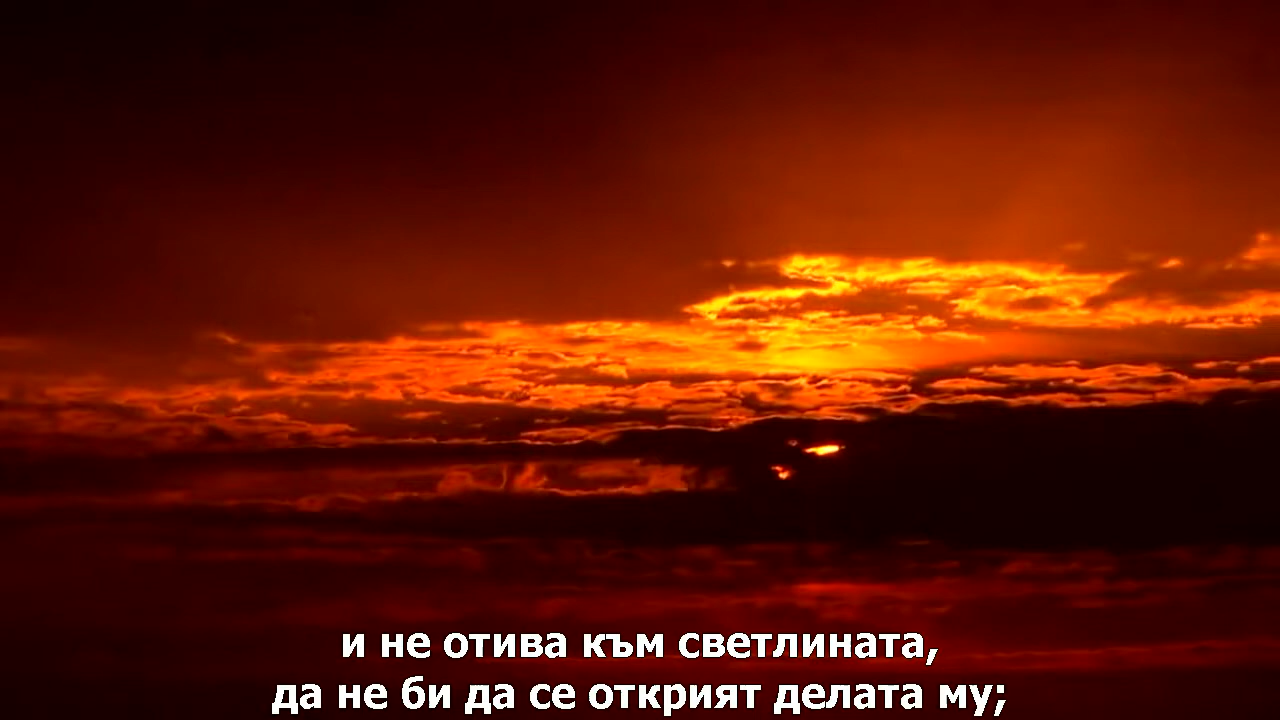 и не отива към светлината,
да не би да се открият делата му;